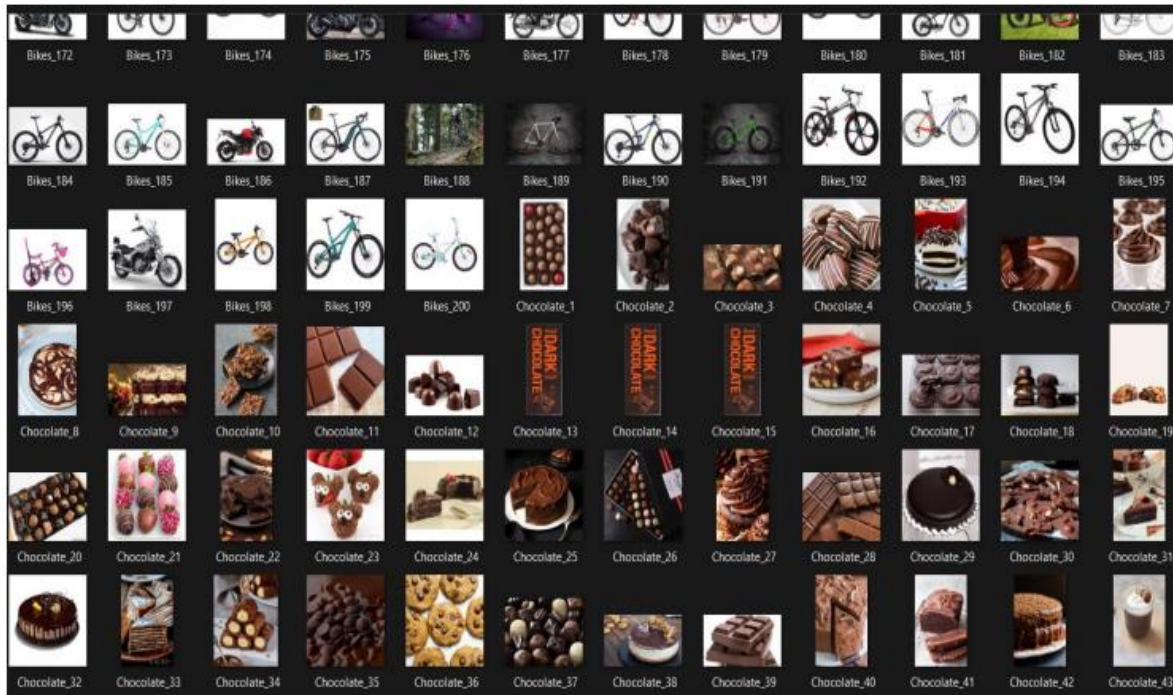 Bikes_172 Bikes_173 Bikes_174 Bikes_175 Bikes_176 Bikes_177 Bikes_178 Bikes_179 Bikes_180 Bikes_181 Bikes_182 Bikes_183
Bikes_184 Bikes_185 Bikes_186 Bikes_187 Bikes_188 Bikes_189 Bikes_190 Bikes_191 Bikes_192 Bikes_193 Bikes_194 Bikes_195
Bikes_196 Bikes_197 Bikes_198 Bikes_199 Bikes_200 Chocolate_1 Chocolate_2 Chocolate_3 Chocolate_4 Chocolate_5 Chocolate_6 Chocolate_7
DARK CHOCOLATE DARK CHOCOLATE DARK CHOCOLATE
Chocolate_8 Chocolate_9 Chocolate_10 Chocolate_11 Chocolate_12 Chocolate_13 Chocolate_14 Chocolate_15 Chocolate_16 Chocolate_17 Chocolate_18 Chocolate_19
Chocolate_20 Chocolate_21 Chocolate_22 Chocolate_23 Chocolate_24 Chocolate_25 Chocolate_26 Chocolate_27 Chocolate_28 Chocolate_29 Chocolate_30 Chocolate_31
Chocolate_32 Chocolate_33 Chocolate_34 Chocolate_35 Chocolate_36 Chocolate_37 Chocolate_38 Chocolate_39 Chocolate_40 Chocolate_41 Chocolate_42 Chocolate_43